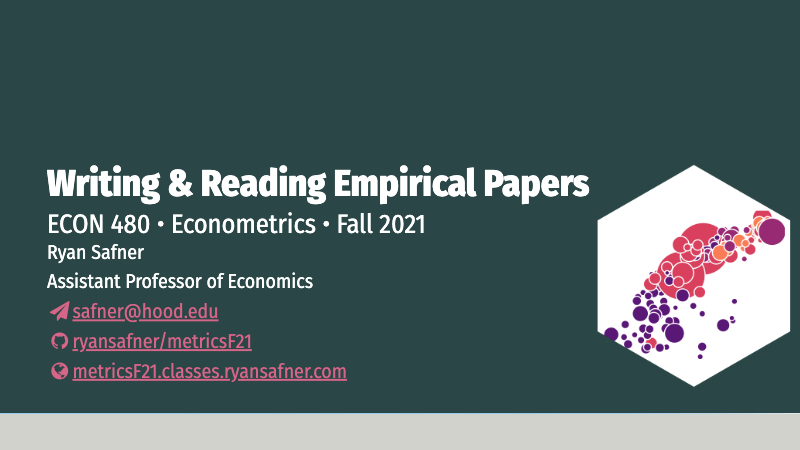 Writing & Reading Empirical Papers
ECON 480 • Econometrics • Fall 2021
Ryan Safner
Assistant Professor of Economics
safner@hood.edu
ryansafner/metricsF21
metricsF21.classes.ryansafner.com